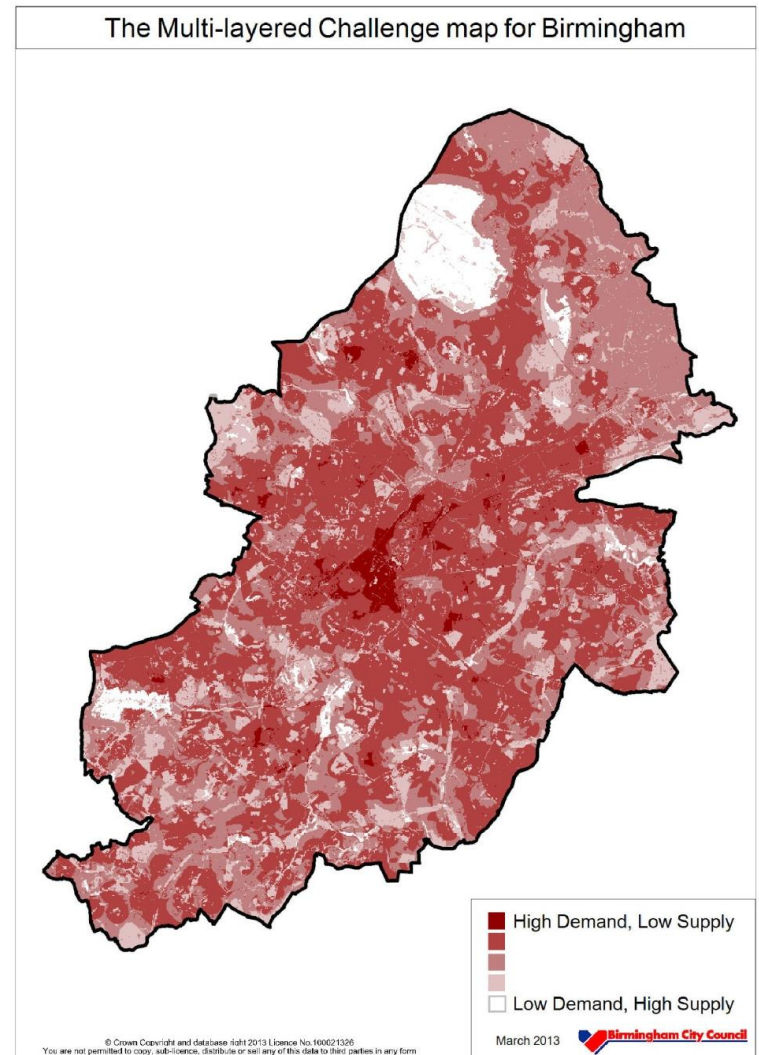 The Multi-layered Challenge map for Birmingham
High Demand, Low Supply
Low Demand, High Supply
March 2013
Birmingham City Council
© Crown Copyright and database right 2013 Licence No.100021326
You are not permitted to copy, sub-licence, distribute or sell any of this data to third parties in any form